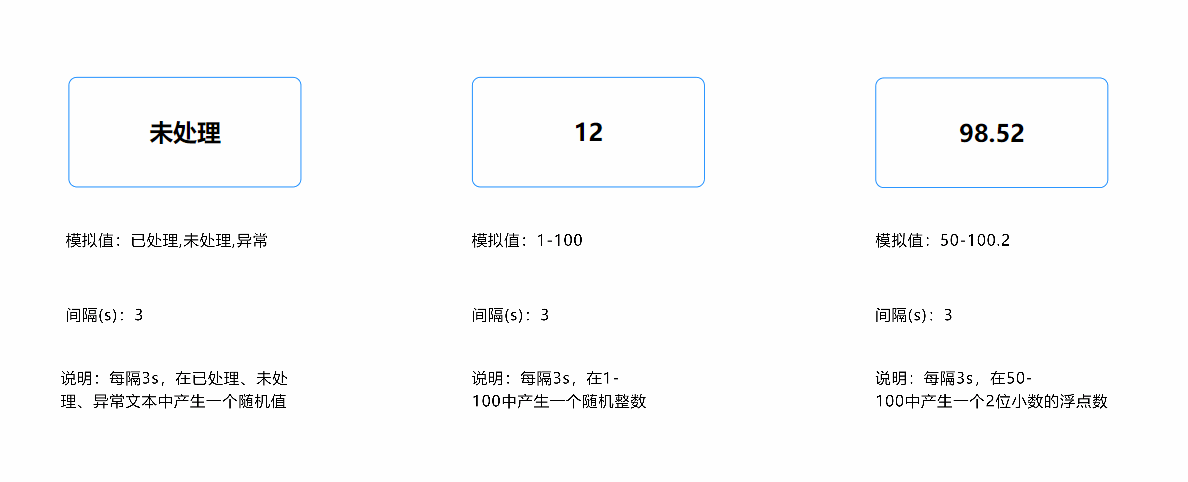 未处理
12
98.52
模拟值：已处理,未处理,异常
模拟值：1-100
模拟值：50-100.2
间隔(s)：3
间隔(s)：3
间隔(s)：3
说明：每隔3s，在已处理、未处
理、异常文本中产生一个随机值
说明：每隔3s，在1-
100中产生一个随机整数
说明：每隔3s，在50-
100中产生一个2位小数的浮点数